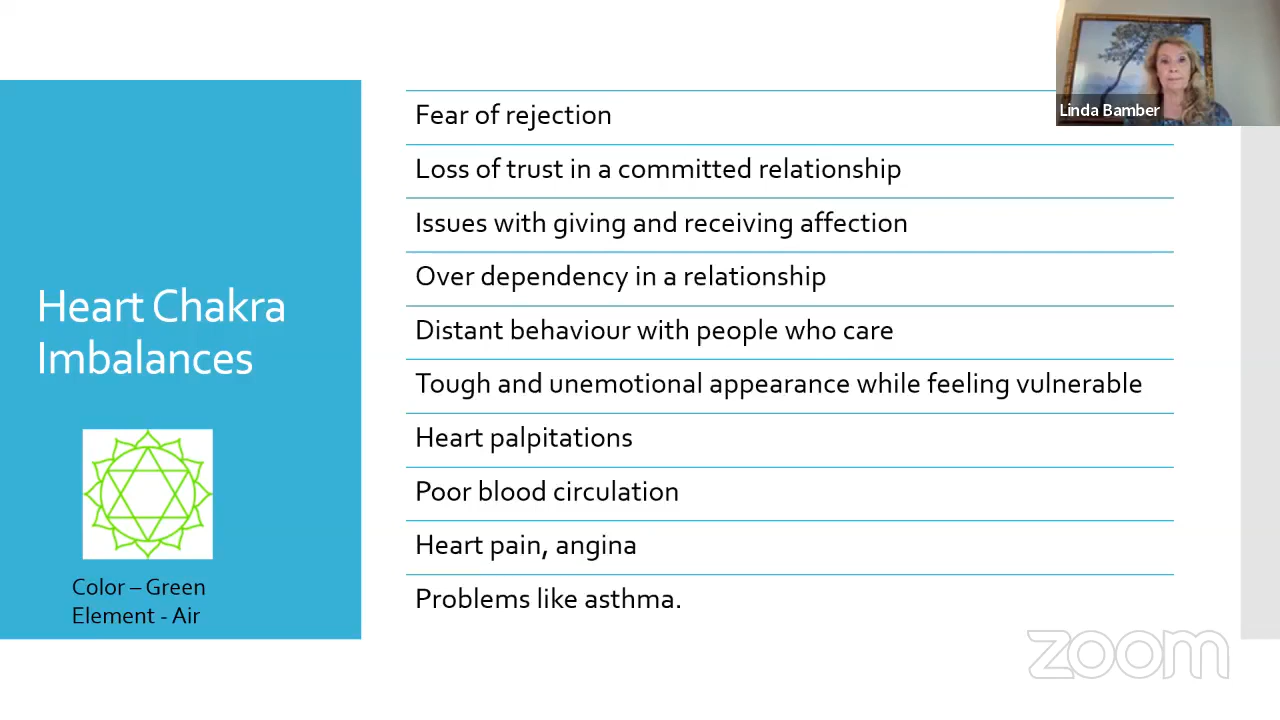 Heart Chakra
Imbalances
Color – Green
Element - Air
Fear of rejection
Loss of trust in a committed relationship
Issues with giving and receiving affection
Over dependency in a relationship
Distant behaviour with people who care
Tough and unemotional appearance while feeling vulnerable
Heart palpitations
Poor blood circulation
Heart pain, angina
Problems like asthma.
Linda Bamber
zoom